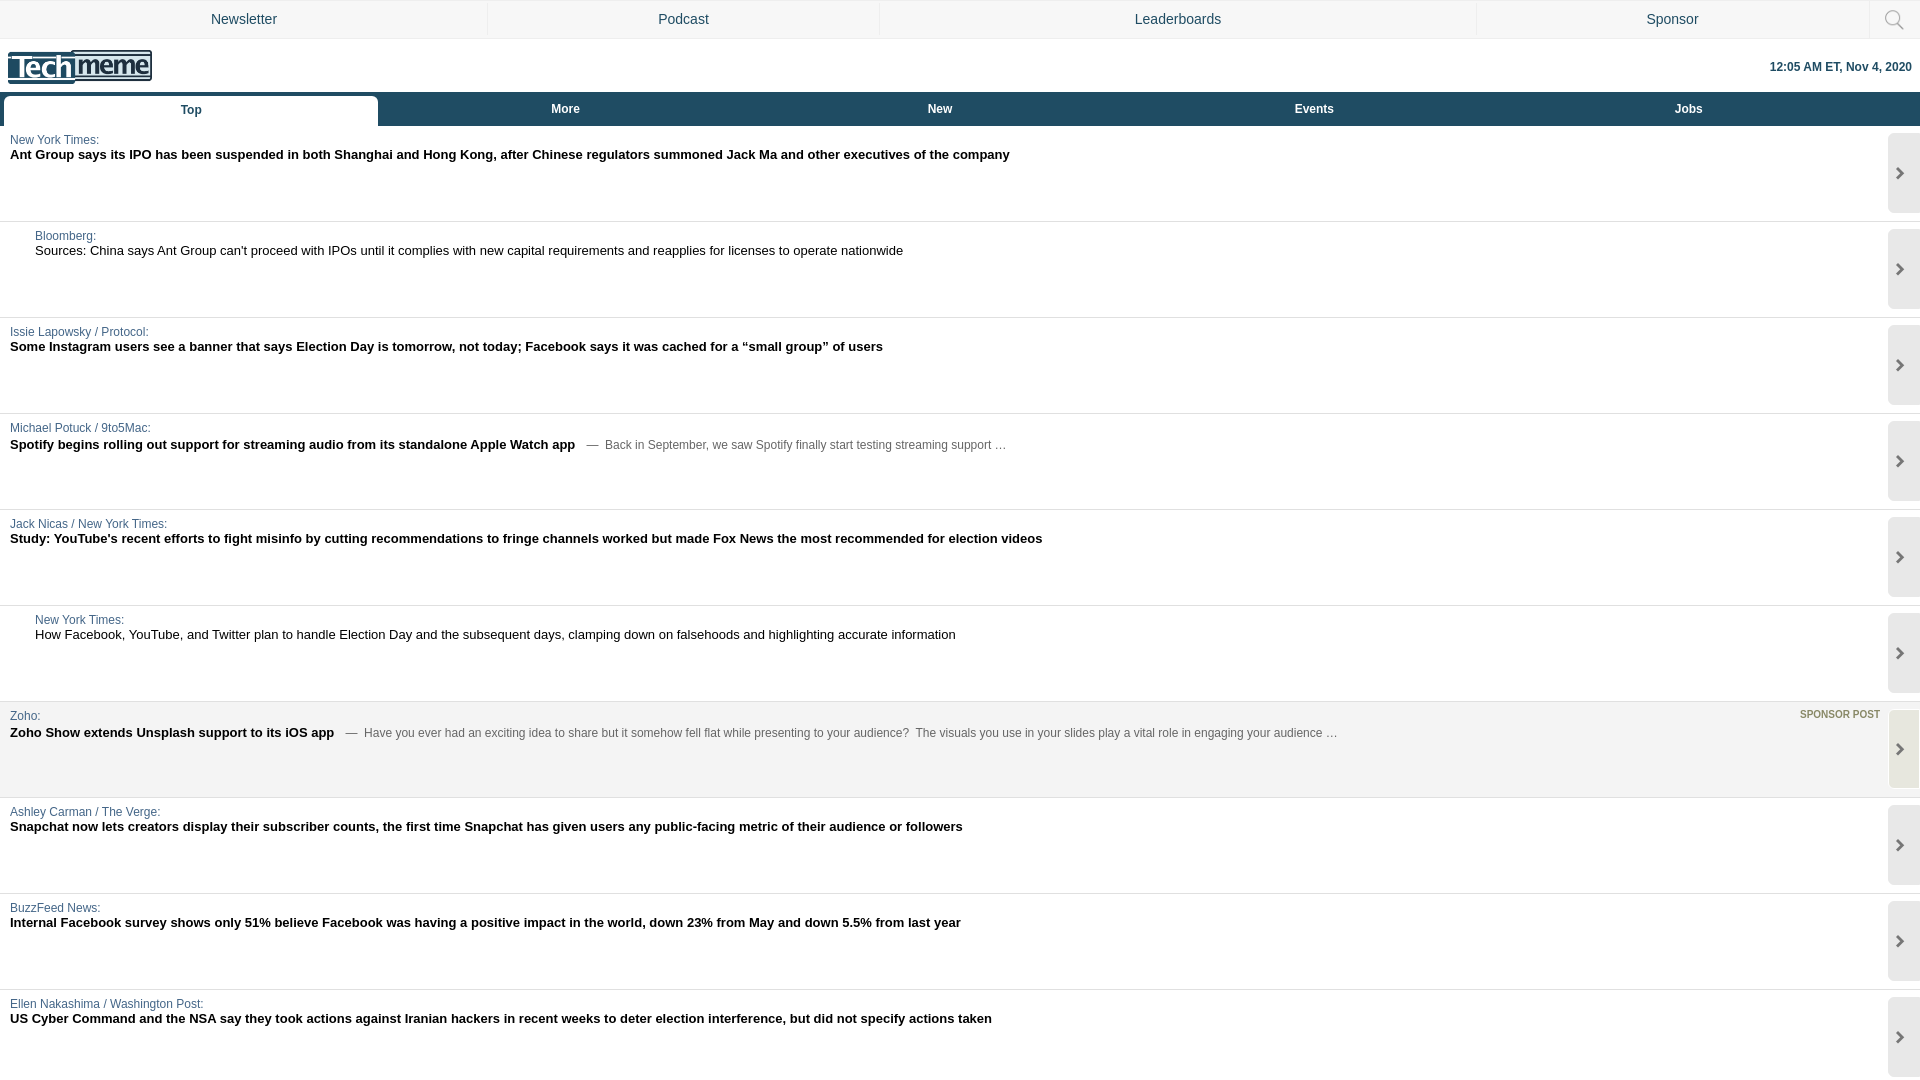 Newsletter
Podcast
Leaderboards
Sponsor
Techmeme
12:05 AM ET, Nov 4, 2020
Top
More
New
Events
Jobs
New York Times:
Ant Group says its IPO has been suspended in both Shanghai and Hong Kong, after Chinese regulators summoned Jack Ma and other executives of the company
Bloomberg:
Sources: China says Ant Group can't proceed with IPOs until it complies with new capital requirements and reapplies for licenses to operate nationwide
Issie Lapowsky / Protocol:
Some Instagram users see a banner that says Election Day is tomorrow, not today; Facebook says it was cached for a “small group” of users
Michael Potuck / 9to5Mac:
Spotify begins rolling out support for streaming audio from its standalone Apple Watch app — Back in September, we saw Spotify finally start testing streaming support …
Jack Nicas / New York Times:
Study: YouTube's recent efforts to fight misinfo by cutting recommendations to fringe channels worked but made Fox News the most recommended for election videos
New York Times:
How Facebook, YouTube, and Twitter plan to handle Election Day and the subsequent days, clamping down on falsehoods and highlighting accurate information
Zoho:
SPONSOR POST
Zoho Show extends Unsplash support to its iOS app — Have you ever had an exciting idea to share but it somehow fell flat while presenting to your audience? The visuals you use in your slides play a vital role in engaging your audience …
Ashley Carman / The Verge:
Snapchat now lets creators display their subscriber counts, the first time Snapchat has given users any public-facing metric of their audience or followers
BuzzFeed News:
Internal Facebook survey shows only 51% believe Facebook was having a positive impact in the world, down 23% from May and down 5.5% from last year
Ellen Nakashima / Washington Post:
US Cyber Command and the NSA say they took actions against Iranian hackers in recent weeks to deter election interference, but did not specify actions taken